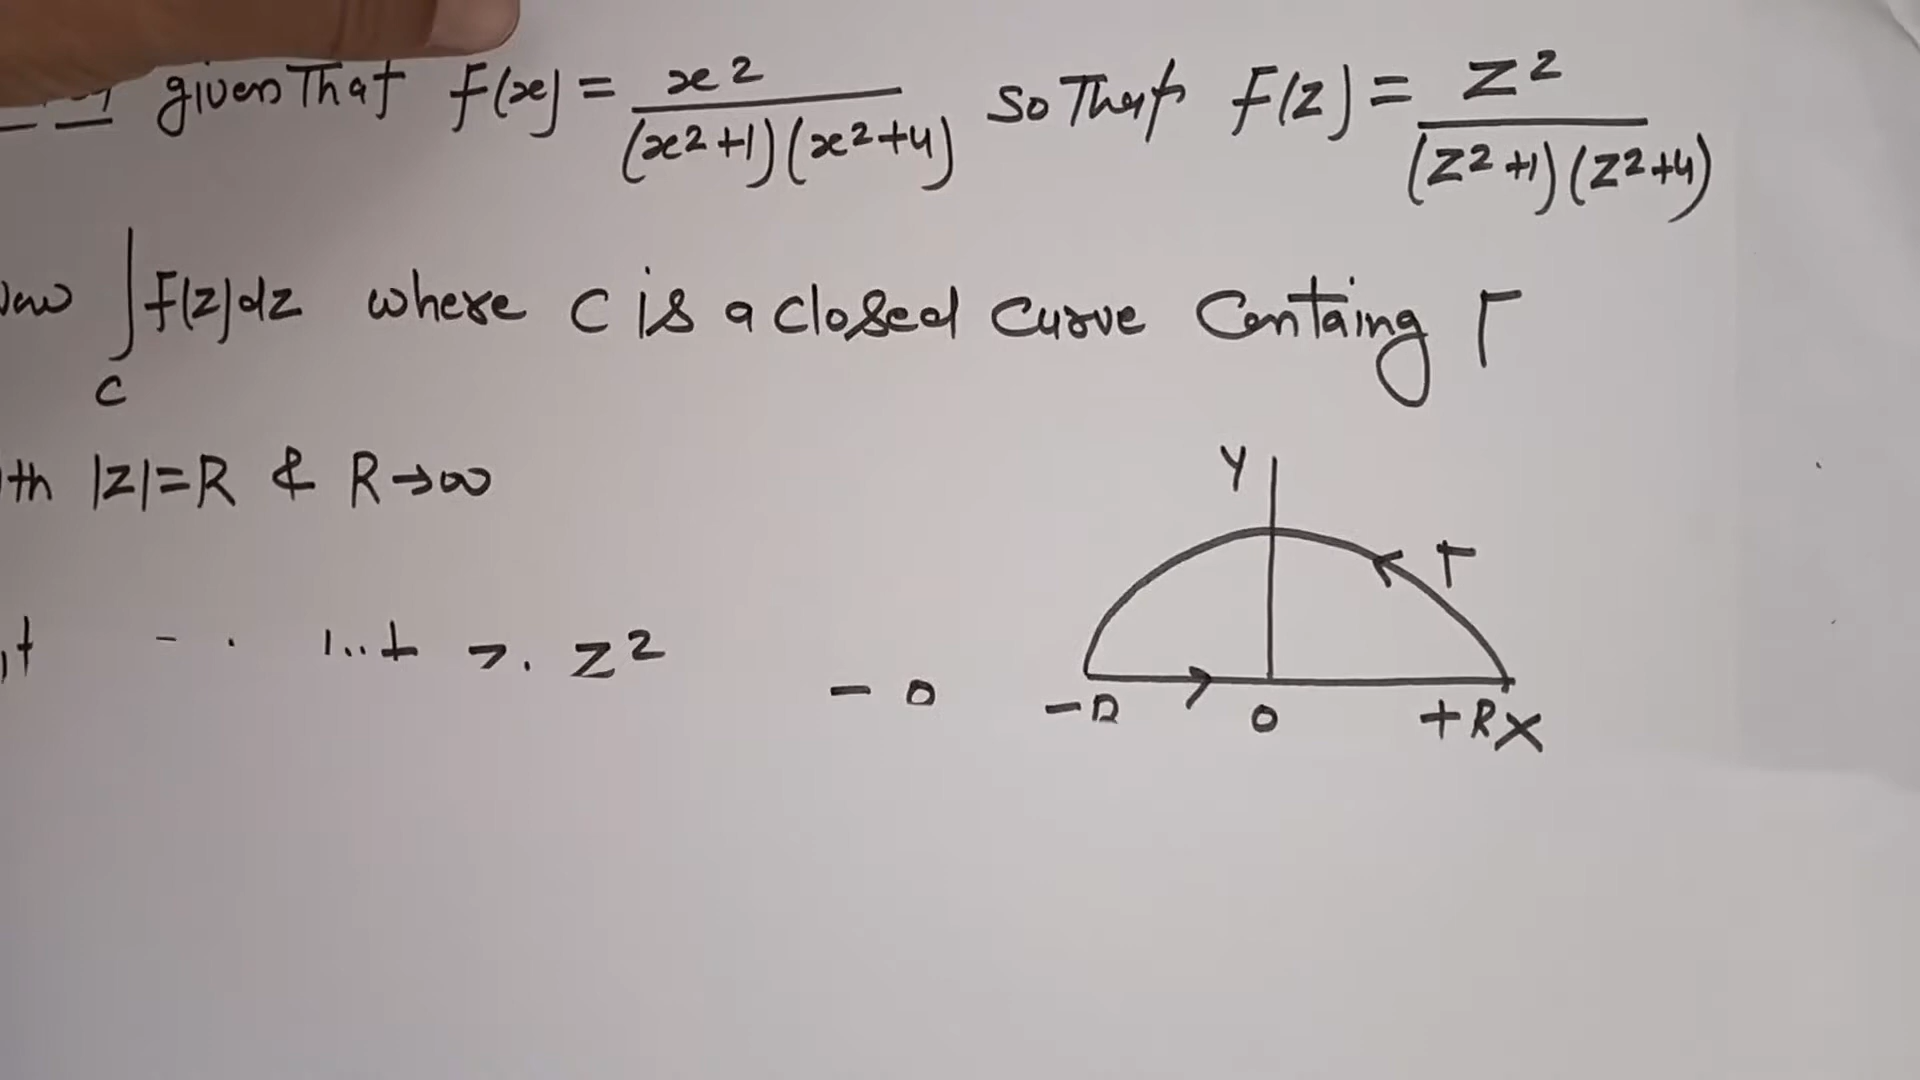 given That f(x) = x² / (x²+1)(x²+4) so That F(z) = z² / (z²+1)(z²+4)
∫ f(z)dz where C is a closed curve Containg Γ
C
|z|=R & R→∞
z²
Y
Γ
O
+R X